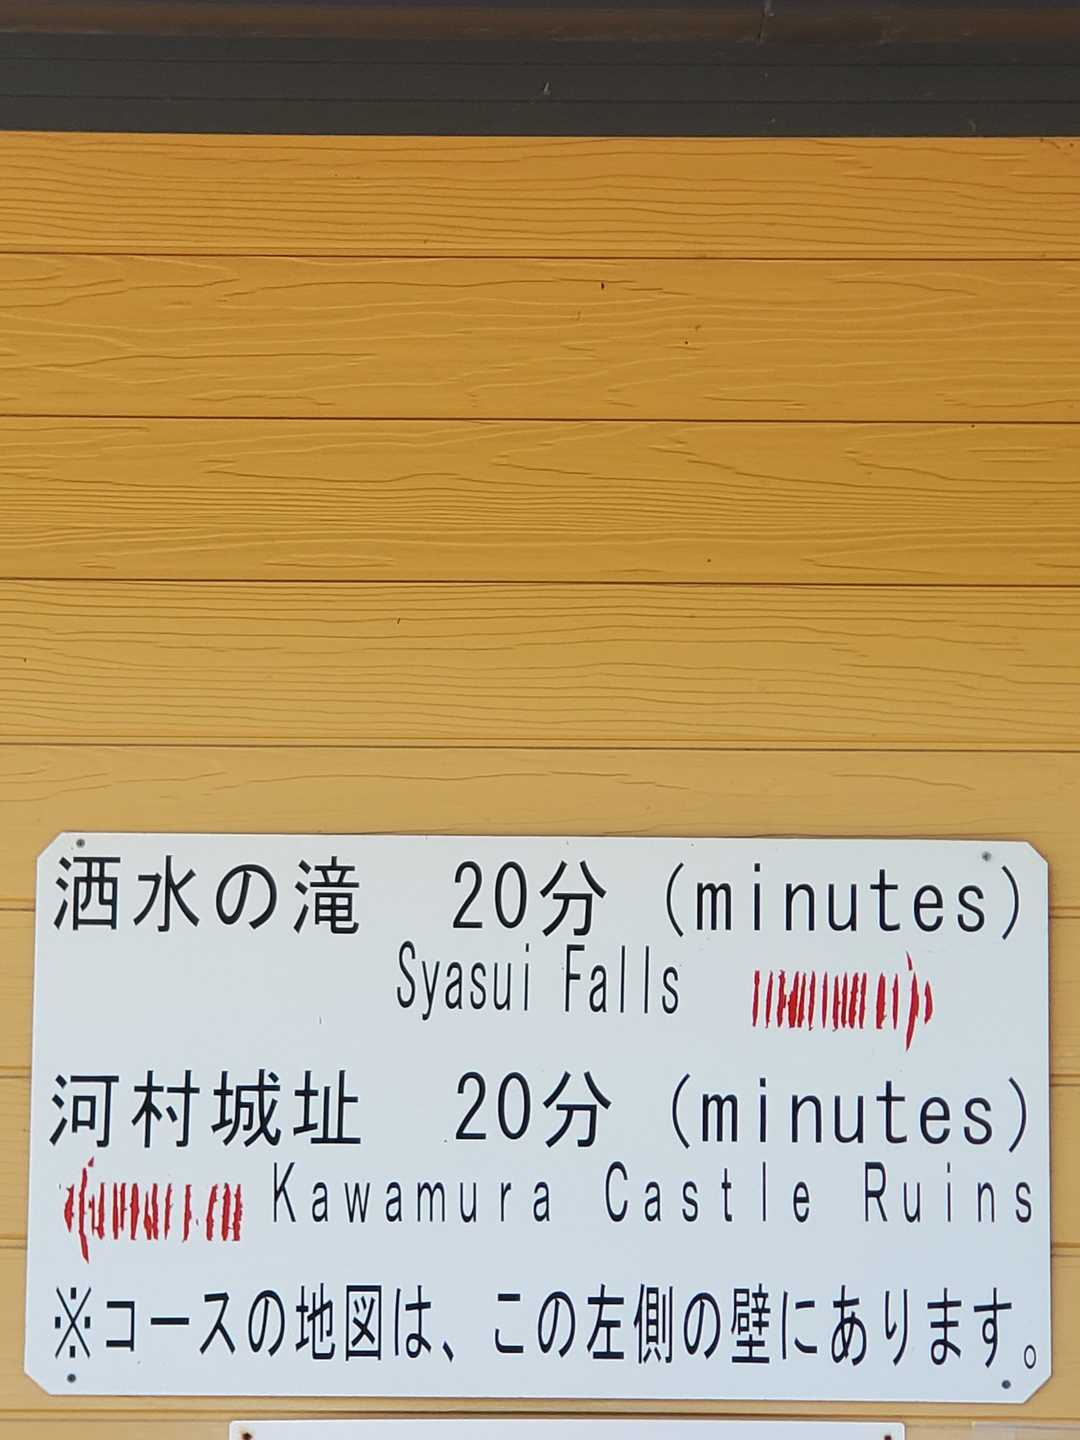 洒水の滝 20分 (minutes)
Syasui Falls
河村城址 20分 (minutes)
Kawamura Castle Ruins
※コースの地図は、この左側の壁にあります。